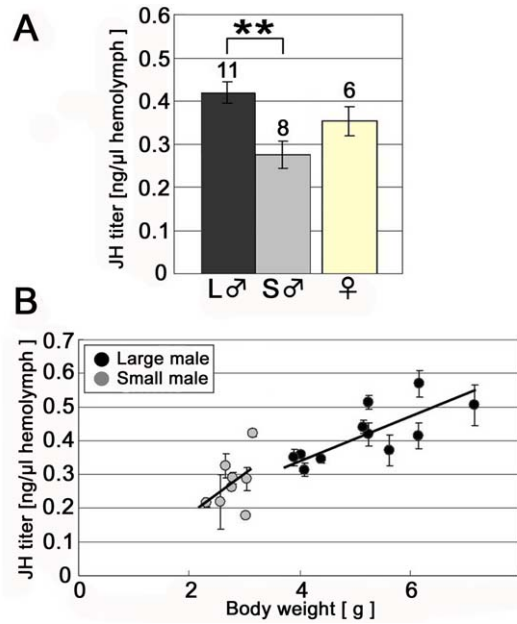 A
JH titer [ng/μl hemolymph ]
0.6
0.5
0.4
0.3
0.2
0.1
0
**
11
8
6
L♂
S♂
♀
B
JH titer [ng/μl hemolymph ]
0.7
0.6
0.5
0.4
0.3
0.2
0.1
0
Large male
Small male
0
2
4
6
Body weight [ g ]